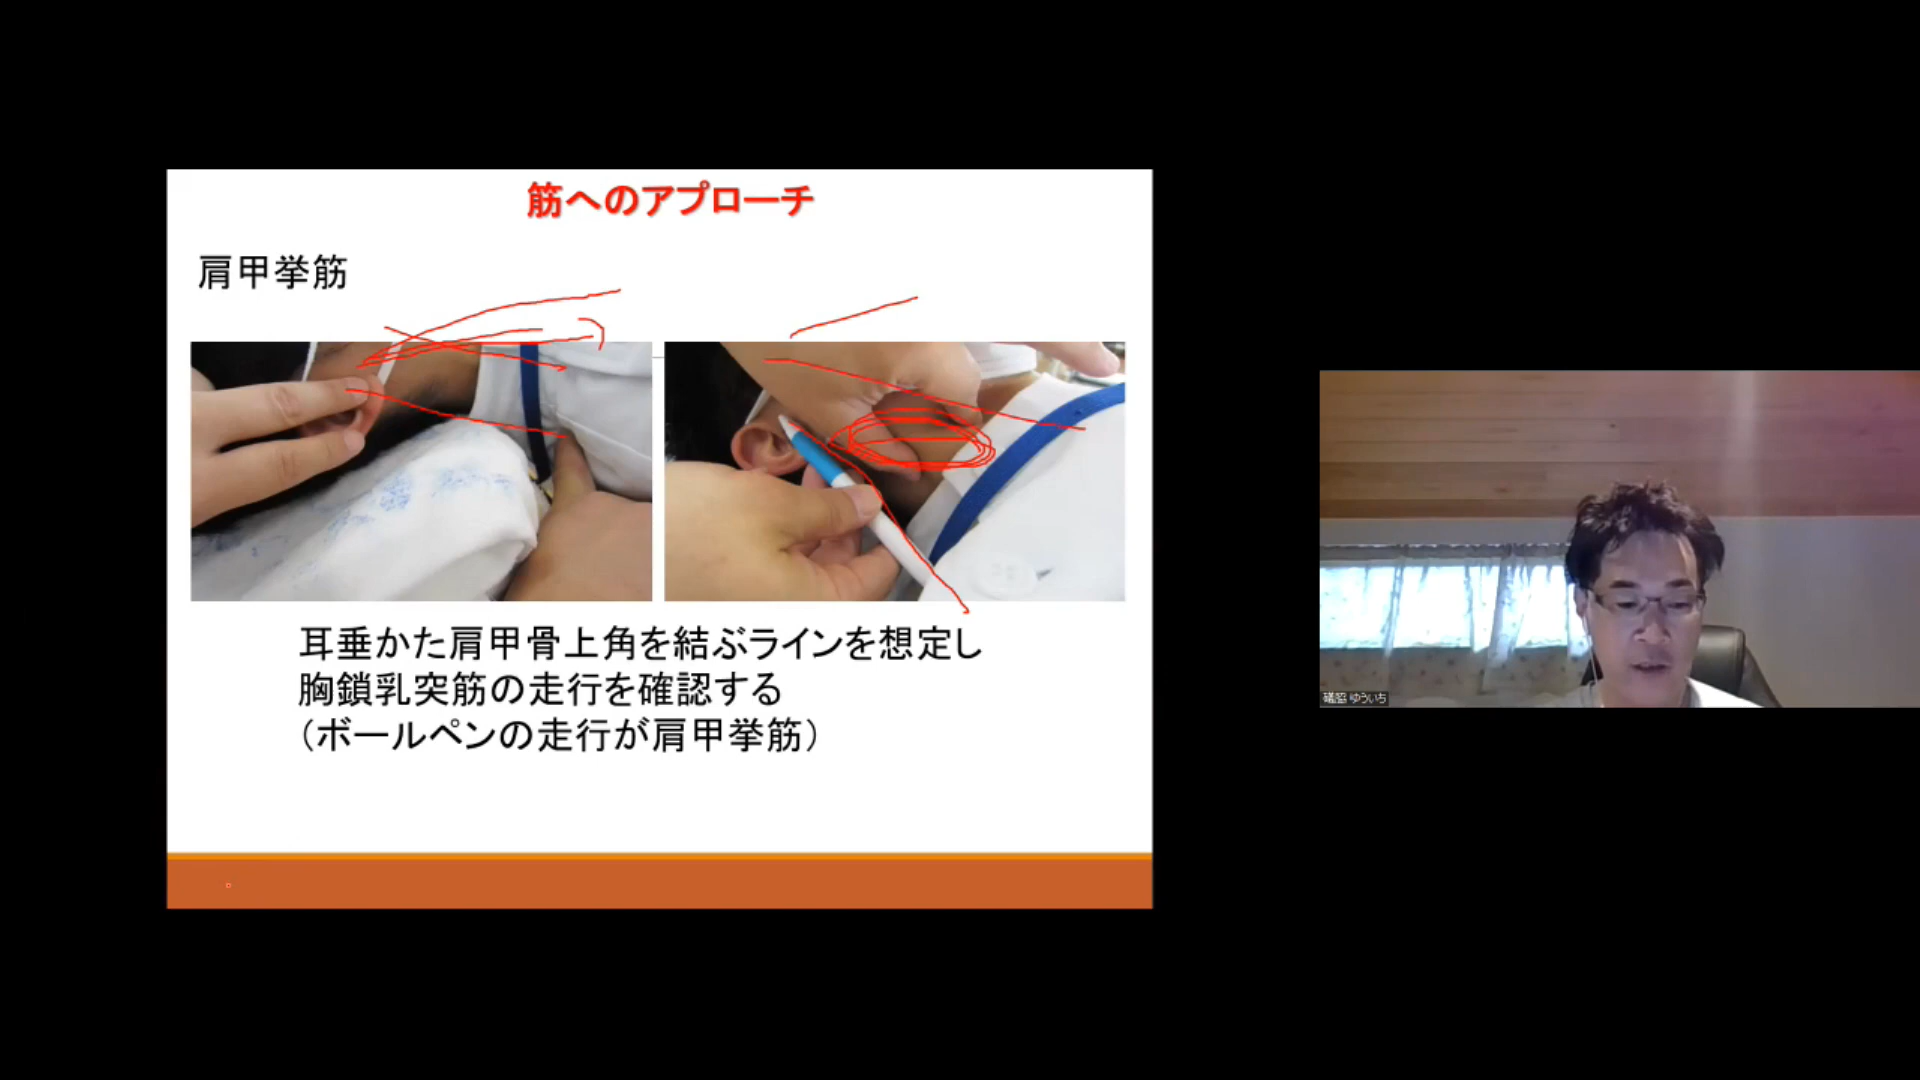 筋へのアプローチ
肩甲挙筋
耳垂かた肩甲骨上角を結ぶラインを想定し
胸鎖乳突筋の走行を確認する
（ボールペンの走行が肩甲挙筋）
礒脇 ゆういち